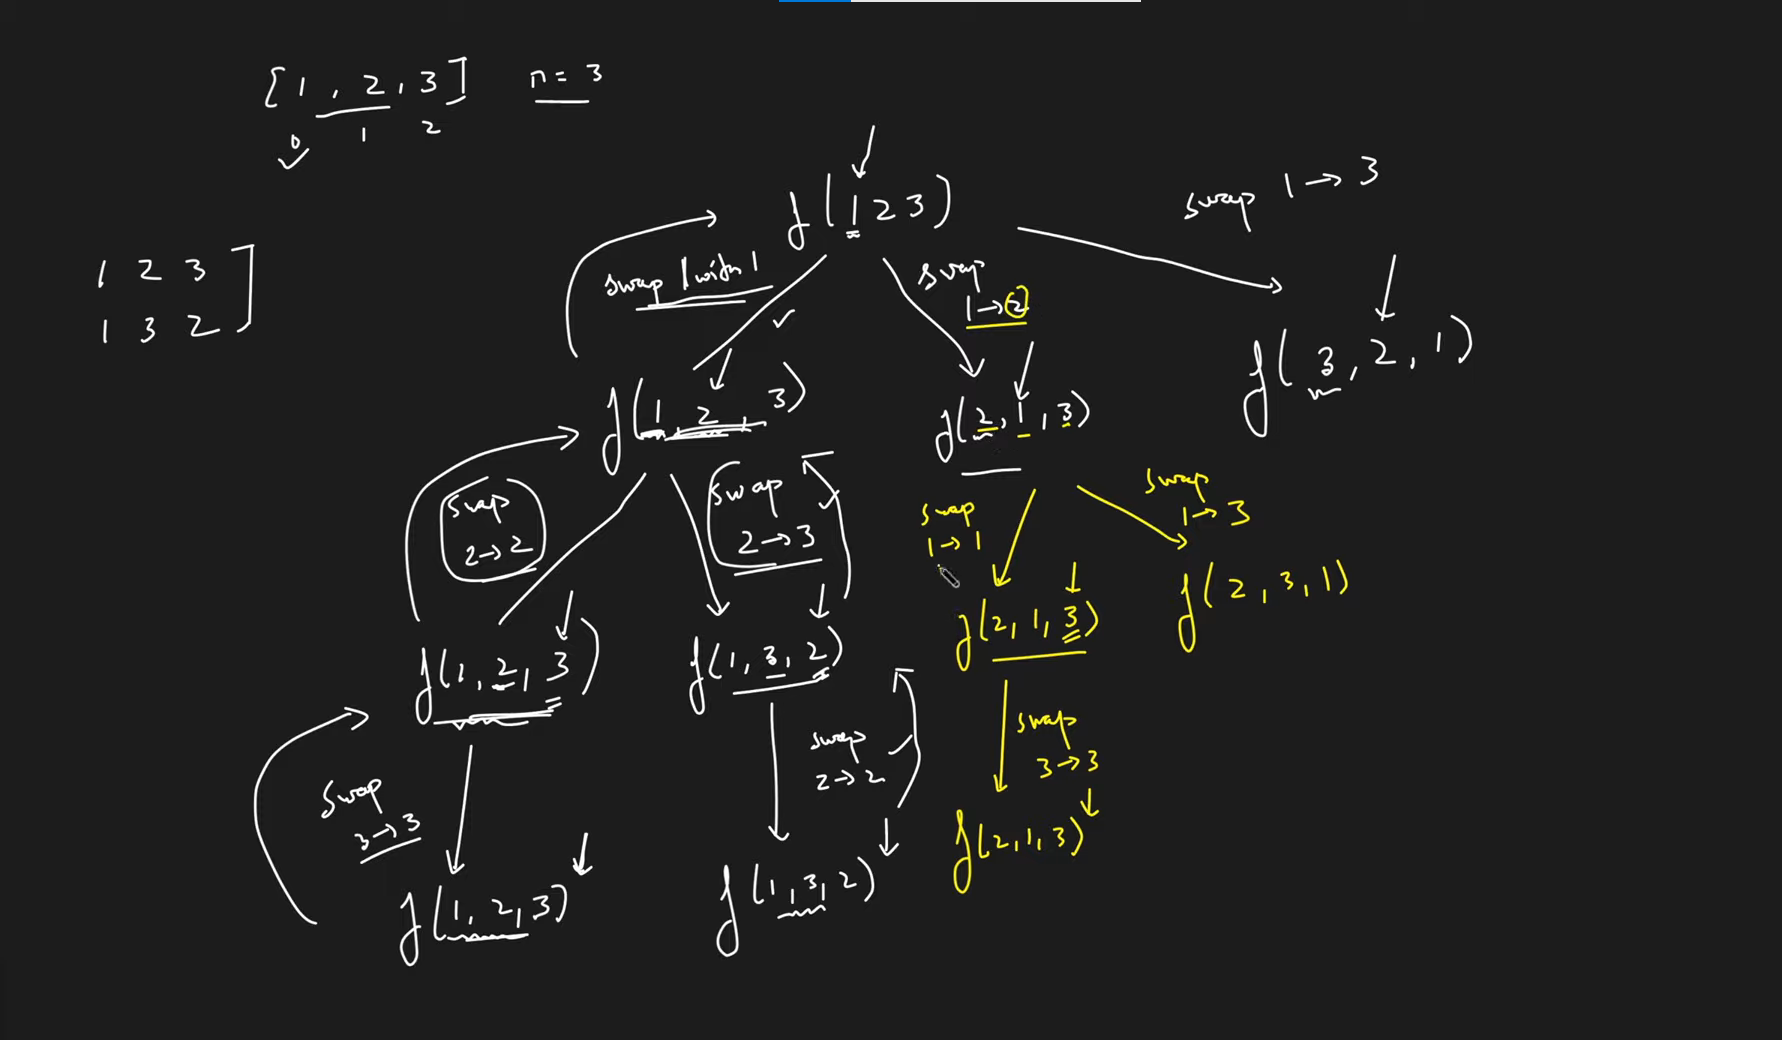 [1, 2, 3] n = 3
0 1 2
swap 1→3
f(1 2 3)
1 2 3
1 3 2
swap 1 with 1
swap
1→2
f(3, 2, 1)
f(1, 2, 3)
f(2, 1, 3)
swap
2→2
swap
2→3
swap
1→1
swap
1→3
f(1, 2, 3)
f(1, 3, 2)
f(2, 1, 3)
f(2, 3, 1)
swap
3→3
swap
2→2
swap
3→3
f(1, 2, 3)
f(1, 3, 2)
f(2, 1, 3)